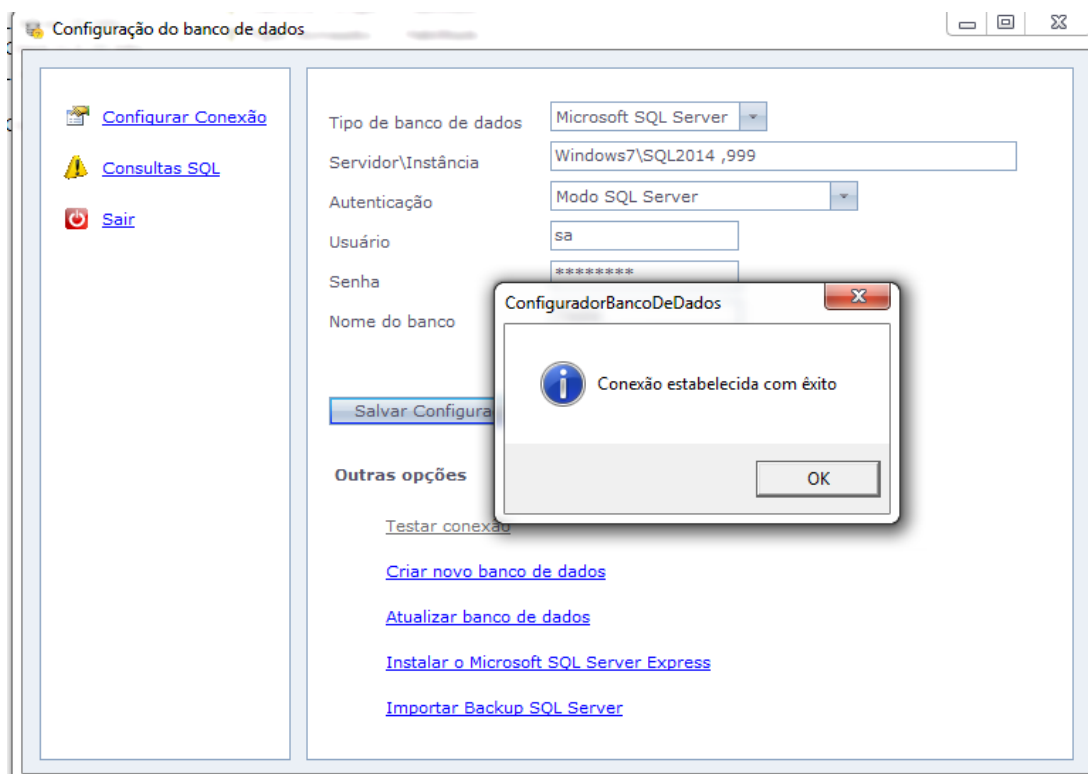 Configuração do banco de dados
Configurar Conexão
Consultas SQL
Sair
Tipo de banco de dados Microsoft SQL Server
Servidor\Instância Windows7\SQL2014 ,999
Autenticação Modo SQL Server
Usuário sa
Senha ********
Nome do banco
ConfiguradorBancoDeDados
Conexão estabelecida com êxito
OK
Salvar Configura
Outras opções
Testar conexão
Criar novo banco de dados
Atualizar banco de dados
Instalar o Microsoft SQL Server Express
Importar Backup SQL Server